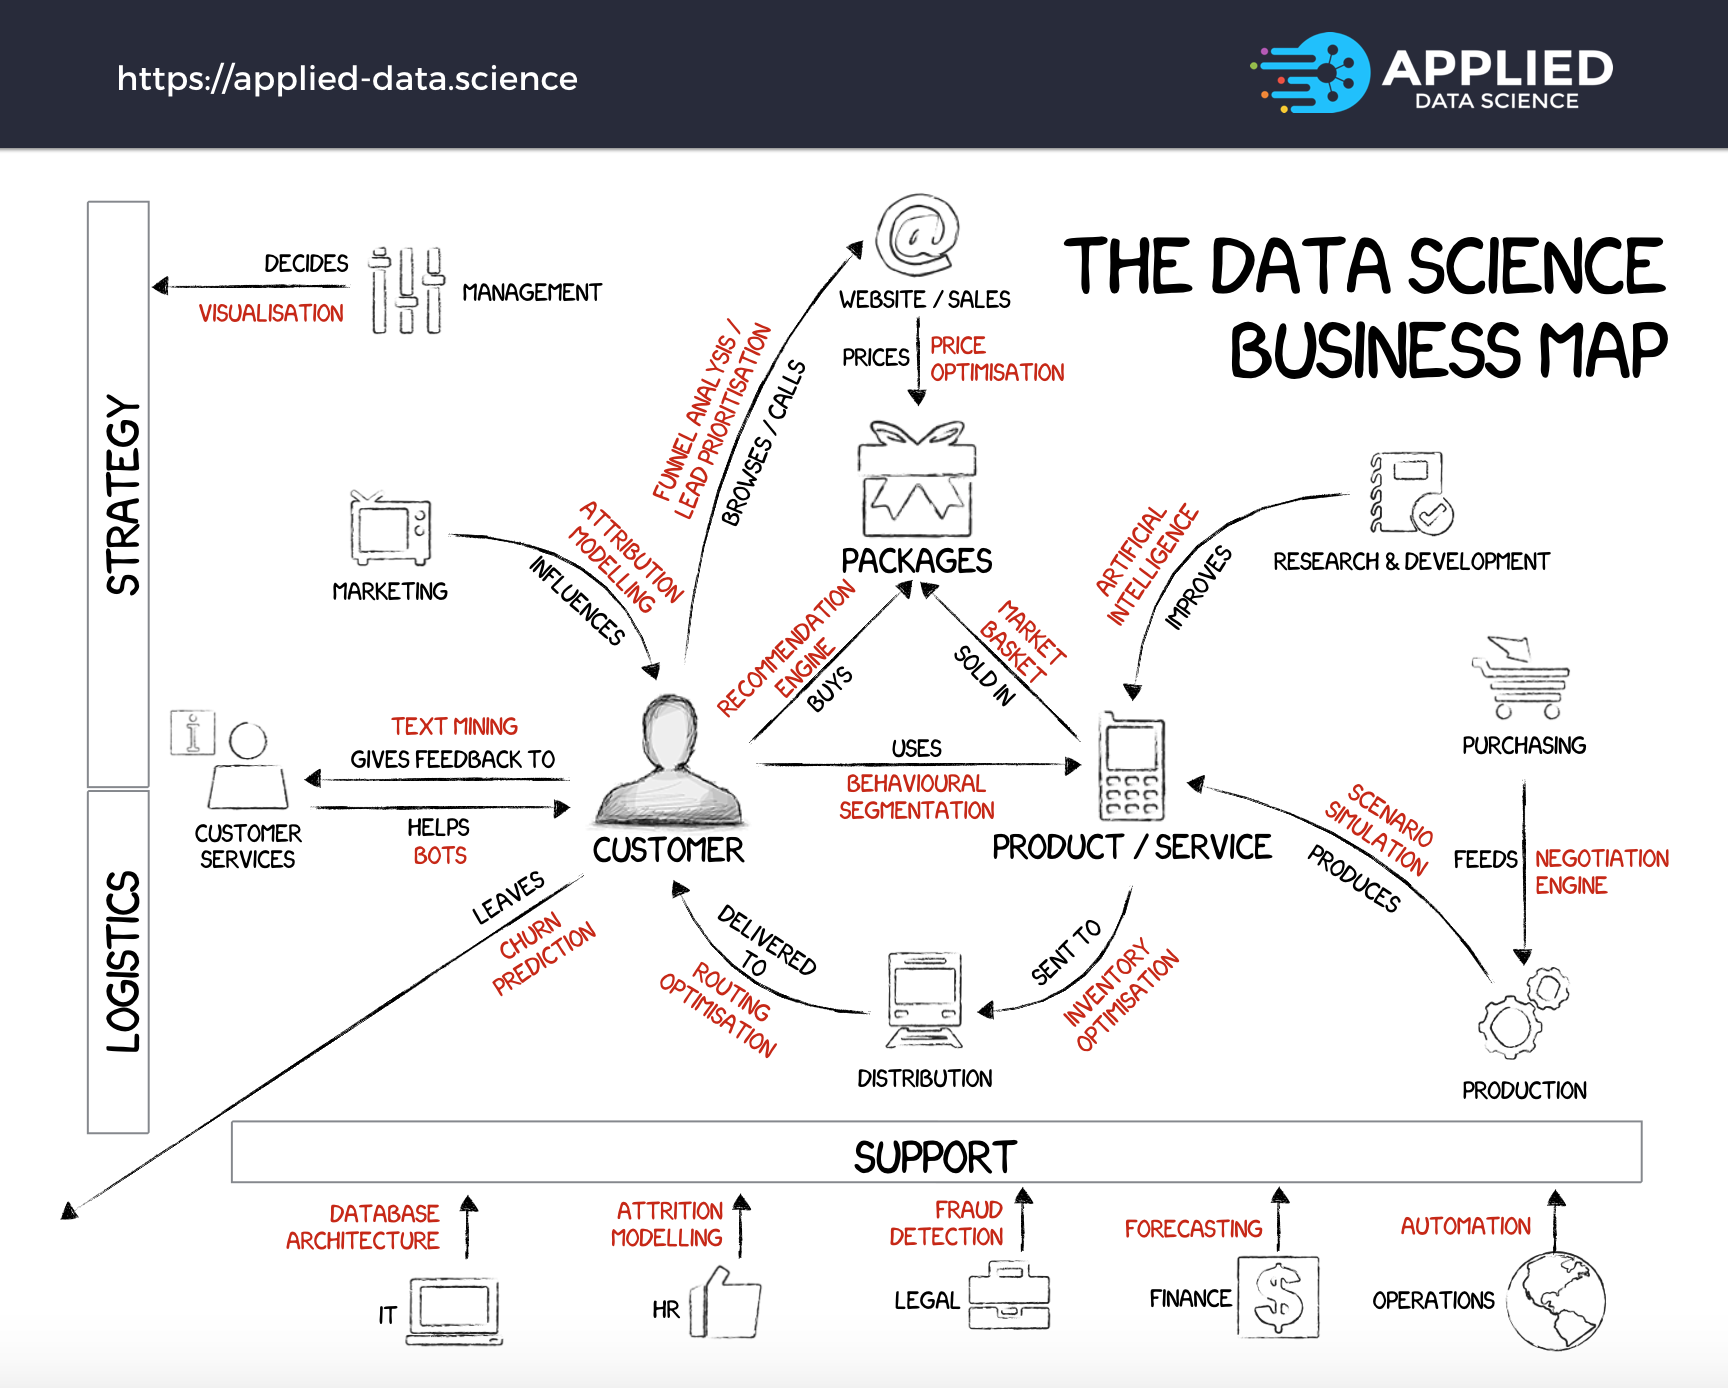 https://applied-data.science
APPLIED
DATA SCIENCE
THE DATA SCIENCE
BUSINESS MAP
STRATEGY
LOGISTICS
DECIDES
VISUALISATION
MANAGEMENT
WEBSITE / SALES
PRICES
PRICE
OPTIMISATION
FUNNEL ANALYSIS /
LEAD PRIORITISATION
BROWSES / CALLS
PACKAGES
MARKETING
ATTRIBUTION
MODELLING
INFLUENCES
RECOMMENDATION
ENGINE
BUYS
MARKET
BASKET
SOLD IN
ARTIFICIAL
INTELLIGENCE
IMPROVES
RESEARCH & DEVELOPMENT
PURCHASING
i
TEXT MINING
GIVES FEEDBACK TO
HELPS
BOTS
CUSTOMER
SERVICES
CUSTOMER
USES
BEHAVIOURAL
SEGMENTATION
PRODUCT / SERVICE
SCENARIO
SIMULATION
PRODUCES
FEEDS
NEGOTIATION
ENGINE
LEAVES
CHURN
PREDICTION
DELIVERED
TO
ROUTING
OPTIMISATION
SENT TO
INVENTORY
OPTIMISATION
DISTRIBUTION
PRODUCTION
SUPPORT
DATABASE
ARCHITECTURE
IT
ATTRITION
MODELLING
HR
FRAUD
DETECTION
LEGAL
FORECASTING
FINANCE
$
AUTOMATION
OPERATIONS